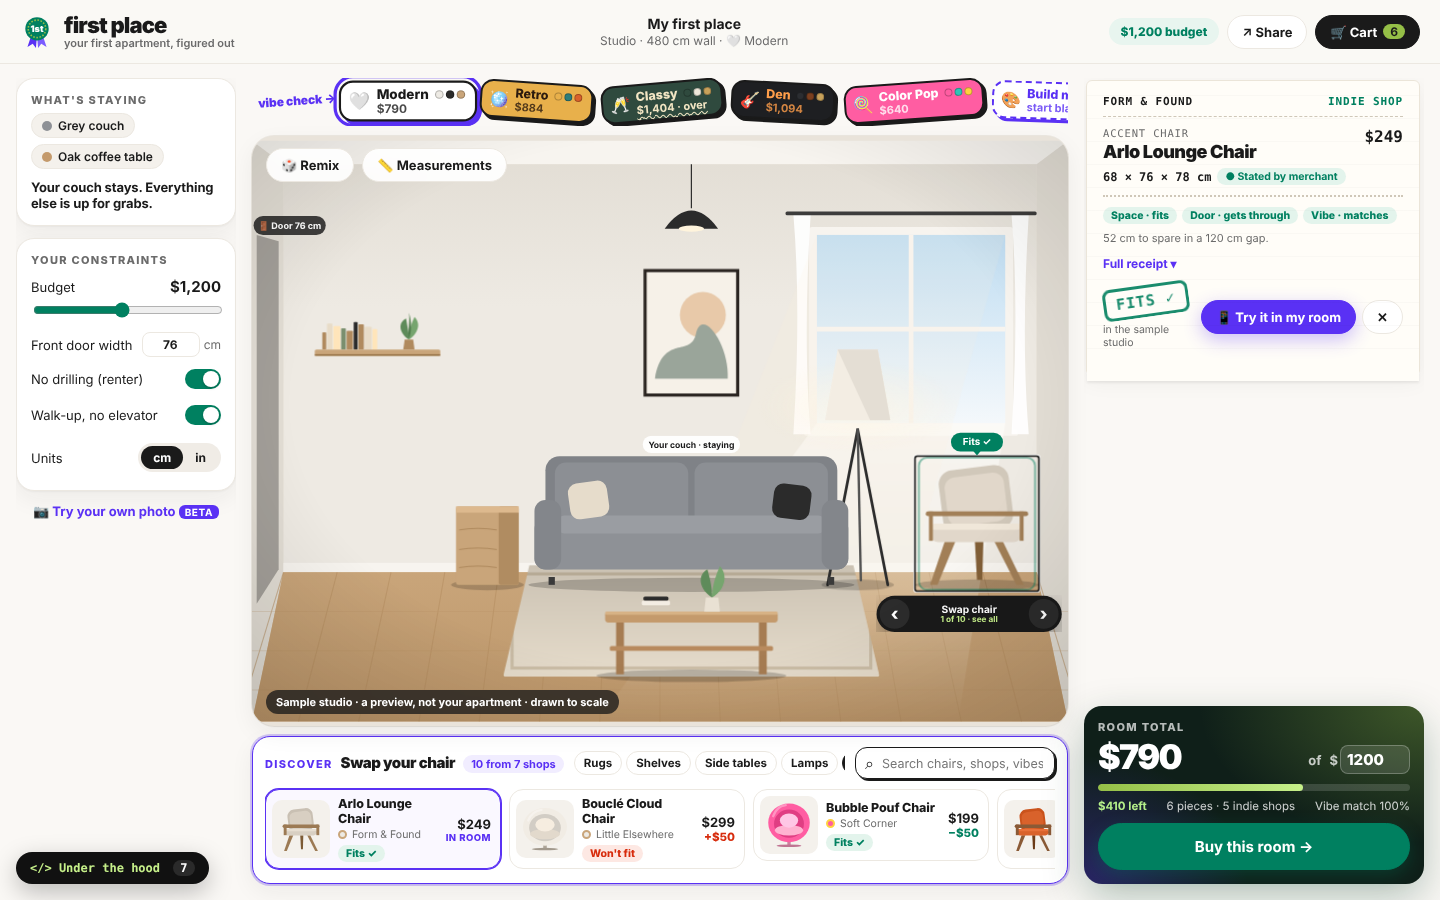 1st
first place
your first apartment, figured out
My first place
Studio · 480 cm wall · 🤍 Modern
$1,200 budget
↗ Share
🛒 Cart 6
WHAT'S STAYING
Grey couch
Oak coffee table
Your couch stays. Everything
else is up for grabs.
YOUR CONSTRAINTS
Budget $1,200
Front door width 76 cm
No drilling (renter)
Walk-up, no elevator
Units cm in
📷 Try your own photo BETA
</> Under the hood 7
vibe check →
Modern
$790
Retro
$884
Classy
$1,404 · over
Den
$1,094
Color Pop
$640
Build m
start bla
🎲 Remix
📏 Measurements
🚪 Door 76 cm
Your couch · staying
Fits ✓
‹ Swap chair ›
1 of 10 · see all
Sample studio · a preview, not your apartment · drawn to scale
DISCOVER Swap your chair 10 from 7 shops Rugs Shelves Side tables Lamps
Search chairs, shops, vibes
Arlo Lounge
Chair
Form & Found
Fits ✓
$249
IN ROOM
Bouclé Cloud
Chair
Little Elsewhere
Won't fit
$299
+$50
Bubble Pouf Chair
Soft Corner
Fits ✓
$199
−$50
FORM & FOUND INDIE SHOP
ACCENT CHAIR
Arlo Lounge Chair
$249
68 × 76 × 78 cm Stated by merchant
Space · fits Door · gets through Vibe · matches
52 cm to spare in a 120 cm gap.
Full receipt ▾
FITS ✓
in the sample
studio
📱 Try it in my room
✕
ROOM TOTAL
$790 of $ 1200
$410 left 6 pieces · 5 indie shops Vibe match 100%
Buy this room →